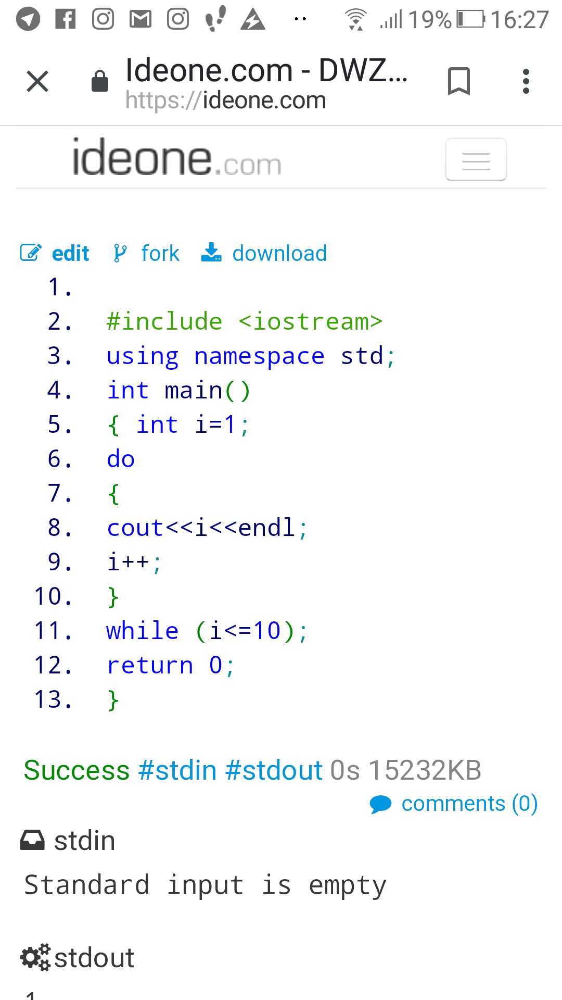 19% 16:27
Ideone.com - DWZ...
https://ideone.com
ideone.com
edit fork download
1.
2. #include <iostream>
3. using namespace std;
4. int main()
5. { int i=1;
6. do
7. {
8. cout<<i<<endl;
9. i++;
10. }
11. while (i<=10);
12. return 0;
13. }
Success #stdin #stdout 0s 15232KB
comments (0)
stdin
Standard input is empty
stdout
1